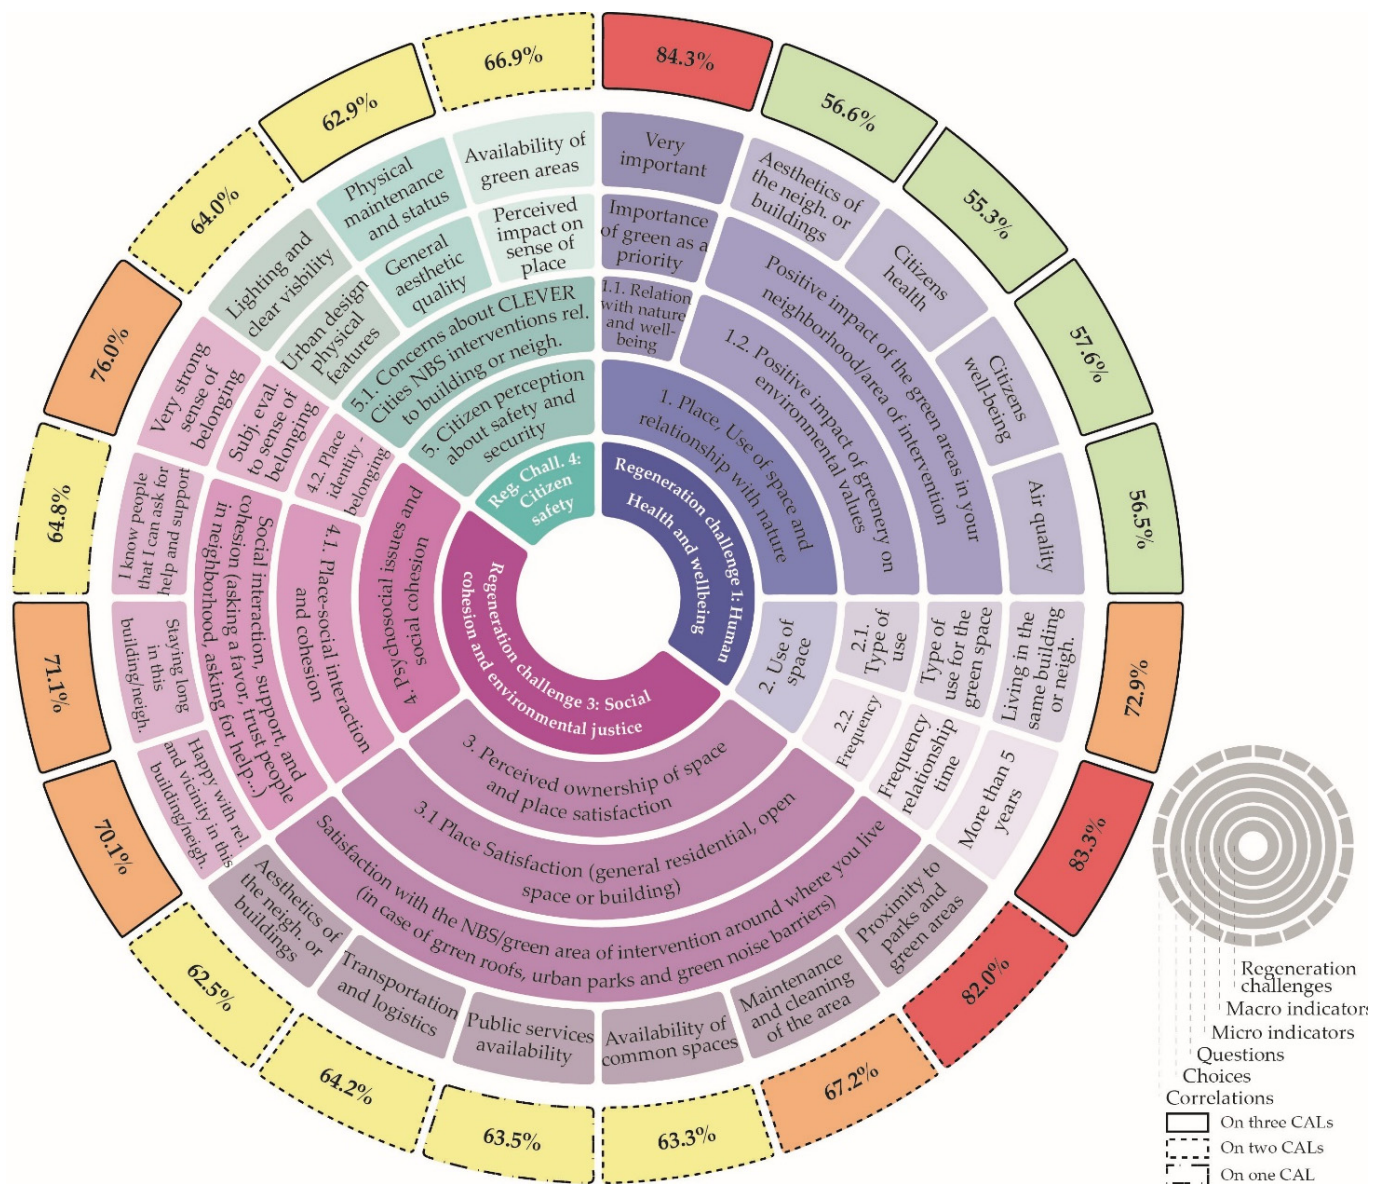 84.3%
56.6%
55.3%
57.6%
56.5%
72.9%
83.3%
82.0%
67.2%
63.3%
63.5%
64.2%
62.5%
70.1%
71.1%
64.8%
76.0%
64.0%
62.9%
66.9%
Very
important
Aesthetics of
the neigh. or
buildings
Citizens
health
Citizens
well-being
Air quality
Living in the
same building
or neigh.
More than 5
years
Proximity to
parks and
green areas
Maintenance
and cleaning
of the area
Availability of
common spaces
Public services
availability
Transportation
and logistics
Aesthetics of
the neigh. or
buildings
Happy with rel.
and vicinity in this
building/neigh.
Staying long
in this
building/neigh.
I know people
that I can ask for
help and support
Very strong
sense of
belonging
Lighting and
clear visbility
Physical
maintenance
and status
Availability of
green areas
Importance
of green as a
priority
Positive impact of the green areas in your
neighborhood/area of intervention
Type of
use for the
green space
Frequency
relationship
time
Satisfaction with the NBS/green area of intervention around where you live
(in case of grren roofs, urban parks and green noise barriers)
Social interaction, support, and
cohesion (asking a favor, trust people
in neighborhood, asking for help...)
Subj. eval.
to sense of
belonging
Urban design
physical
features
General
aesthetic
quality
Perceived
impact on
sense of
place
1.1. Relation
with nature
and well-
being
1.2. Positive impact of greenery on
environmental values
2.1.
Type of
use
2.2.
Frequency
3.1 Place Satisfaction (general residential, open
space or building)
4.1. Place-social interaction
and cohesion
4.2. Place
identity -
belonging
5.1. Concerns about CLEVER
Cities NBS interventions rel.
to building or neigh.
1. Place, Use of space and
relationship with nature
2. Use of
space
3. Perceived ownership of space
and place satisfaction
4. Psychosocial issues and
social cohesion
5. Citizen perception
about safety and
security
Regeneration challenge 1: Human
Health and wellbeing
Regeneration challenge 3: Social
cohesion and environmental justice
Reg. Chall. 4:
Citizen
safety
Regeneration
challenges
Macro indicators
Micro indicators
Questions
Choices
Correlations
On three CALs
On two CALs
On one CAL